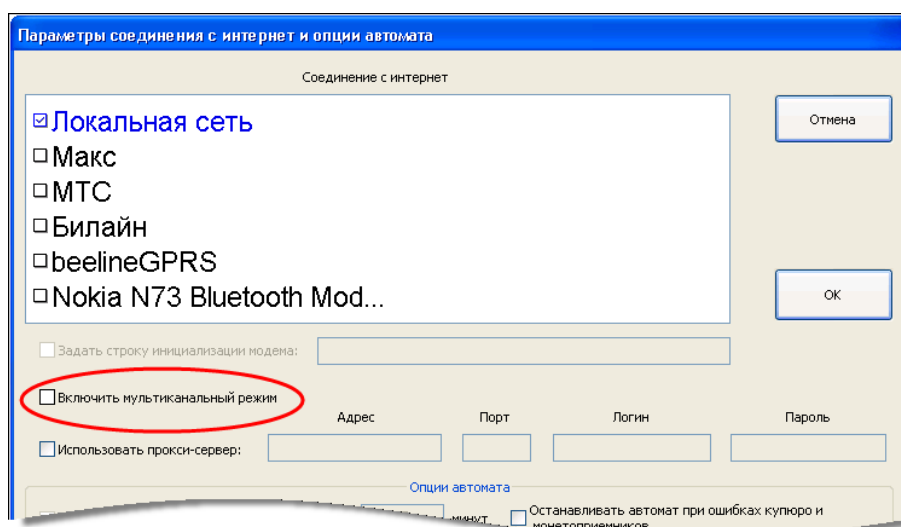 Параметры соединения с интернет и опции автомата
Соединение с интернет
Локальная сеть
Отмена
Макс
МТС
Билайн
beelineGPRS
Nokia N73 Bluetooth Mod...
ОК
Задать строку инициализации модема:
Включить мультиканальный режим
Адрес Порт Логин Пароль
Использовать прокси-сервер:
Опции автомата
минут Останавливать автомат при ошибках купюро и
монетоприемников